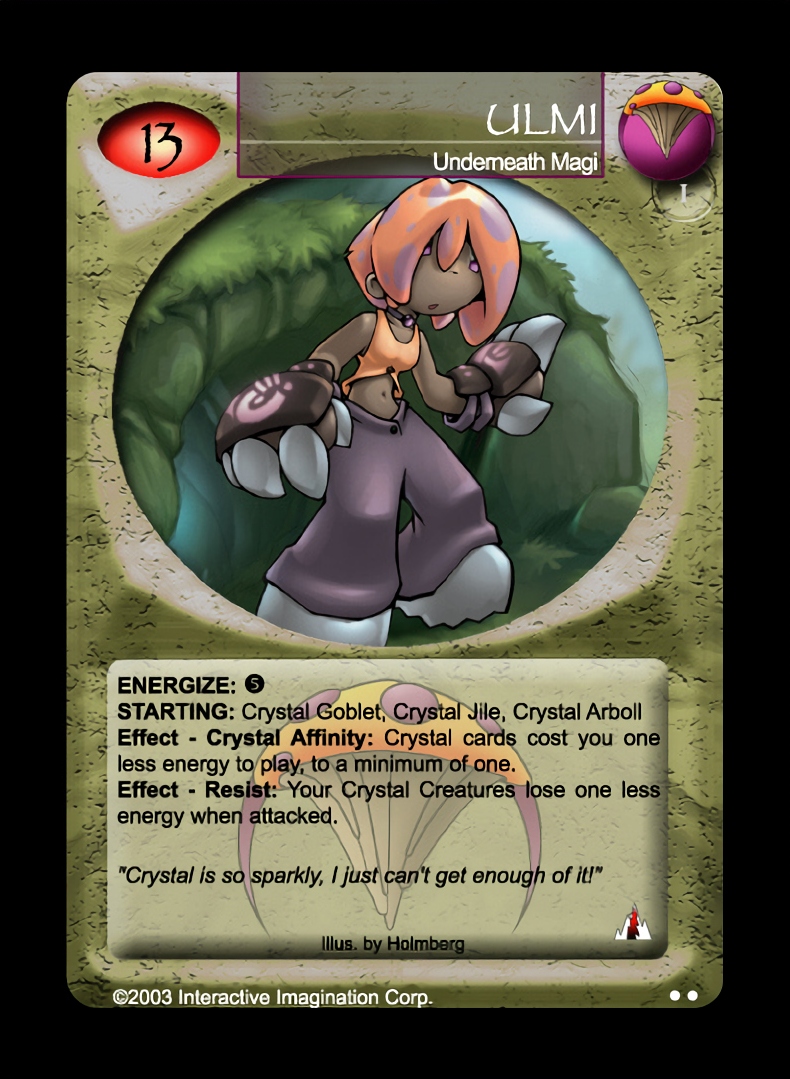 13
ULMI
Underneath Magi
I
ENERGIZE: 5
STARTING: Crystal Goblet, Crystal Jile, Crystal Arboll
Effect - Crystal Affinity: Crystal cards cost you one
less energy to play, to a minimum of one.
Effect - Resist: Your Crystal Creatures lose one less
energy when attacked.
"Crystal is so sparkly, I just can't get enough of it!"
Illus. by Holmberg
©2003 Interactive Imagination Corp.